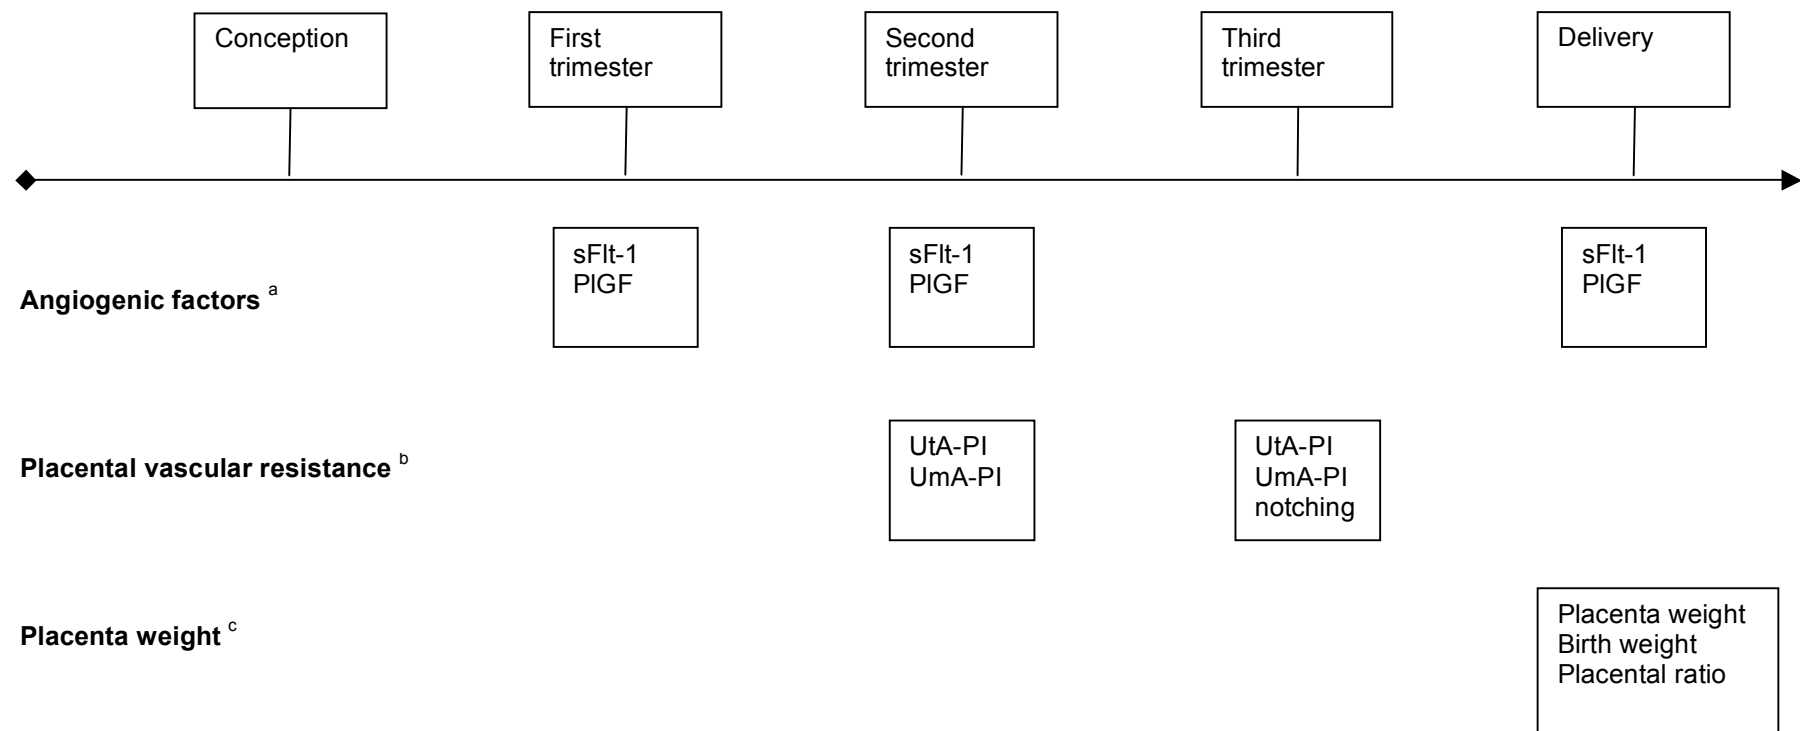 Conception
First
trimester
Second
trimester
Third
trimester
Delivery
Angiogenic factors a
sFlt-1
PlGF
sFlt-1
PlGF
sFlt-1
PlGF
Placental vascular resistance b
UtA-PI
UmA-PI
UtA-PI
UmA-PI
notching
Placenta weight c
Placenta weight
Birth weight
Placental ratio